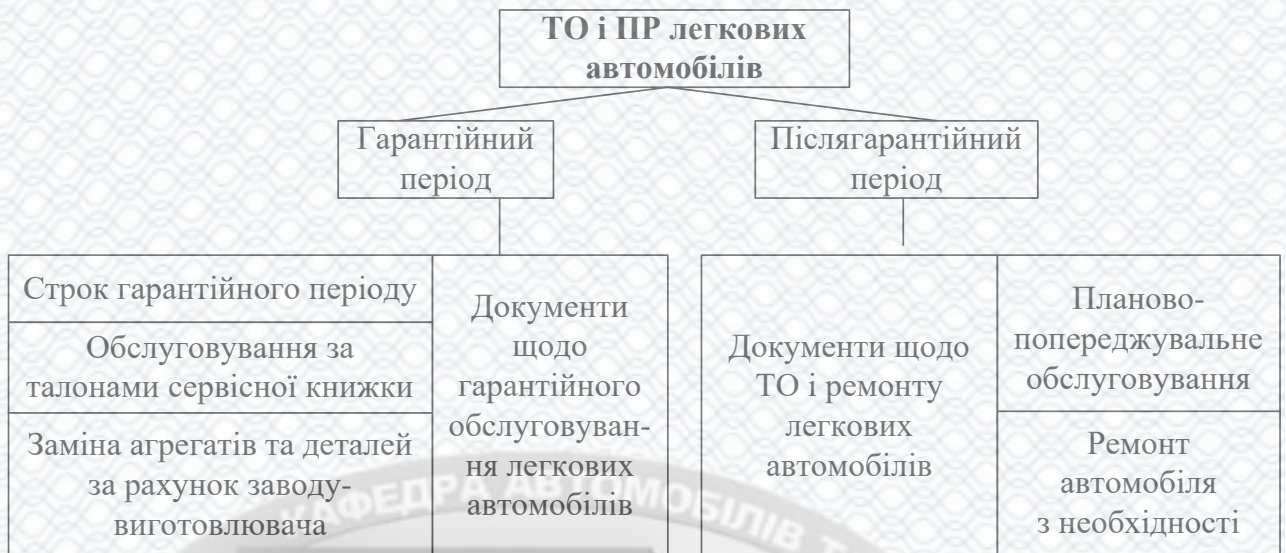 ТО і ПР легкових
автомобілів
Гарантійний
період
Післягарантійний
період
Строк гарантійного періоду
Обслуговування за
талонами сервісної книжки
Заміна агрегатів та деталей
за рахунок заводу-
виготовлювача
Документи
щодо
гарантійного
обслуговуван-
ня легкових
автомобілів
Документи щодо
ТО і ремонту
легкових
автомобілів
Планово-
попереджувальне
обслуговування
Ремонт
автомобіля
з необхідності
КАФЕДРА АВТОМОБІЛІВ